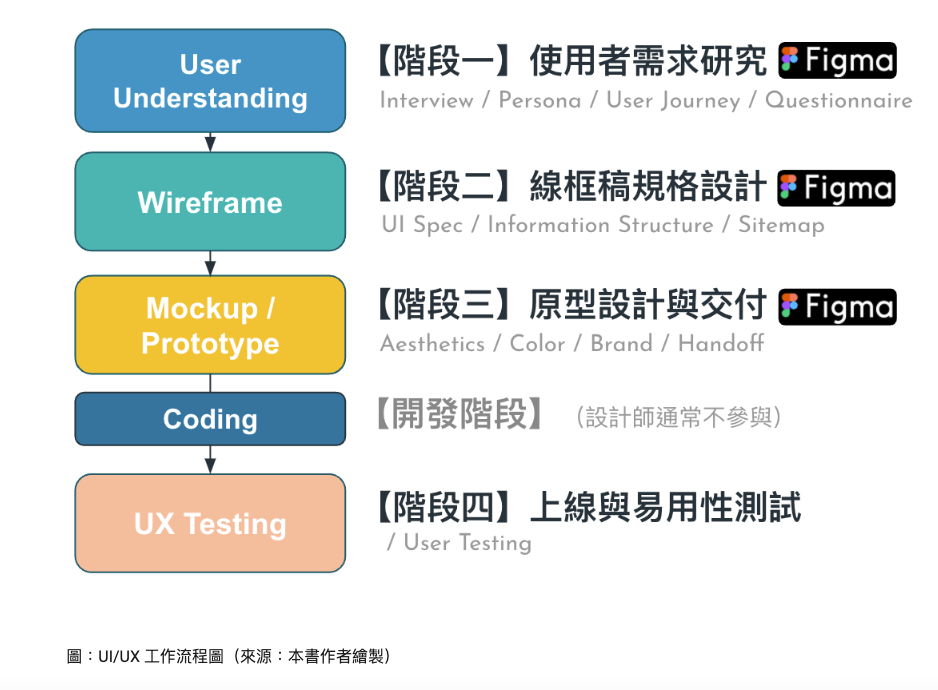 User
Understanding
【階段一】使用者需求研究 Figma
Interview / Persona / User Journey / Questionnaire
Wireframe
【階段二】線框稿規格設計 Figma
UI Spec / Information Structure / Sitemap
Mockup /
Prototype
【階段三】原型設計與交付 Figma
Aesthetics / Color / Brand / Handoff
Coding
【開發階段】（設計師通常不參與）
UX Testing
【階段四】上線與易用性測試
/ User Testing
圖：UI/UX 工作流程圖（來源：本書作者繪製）